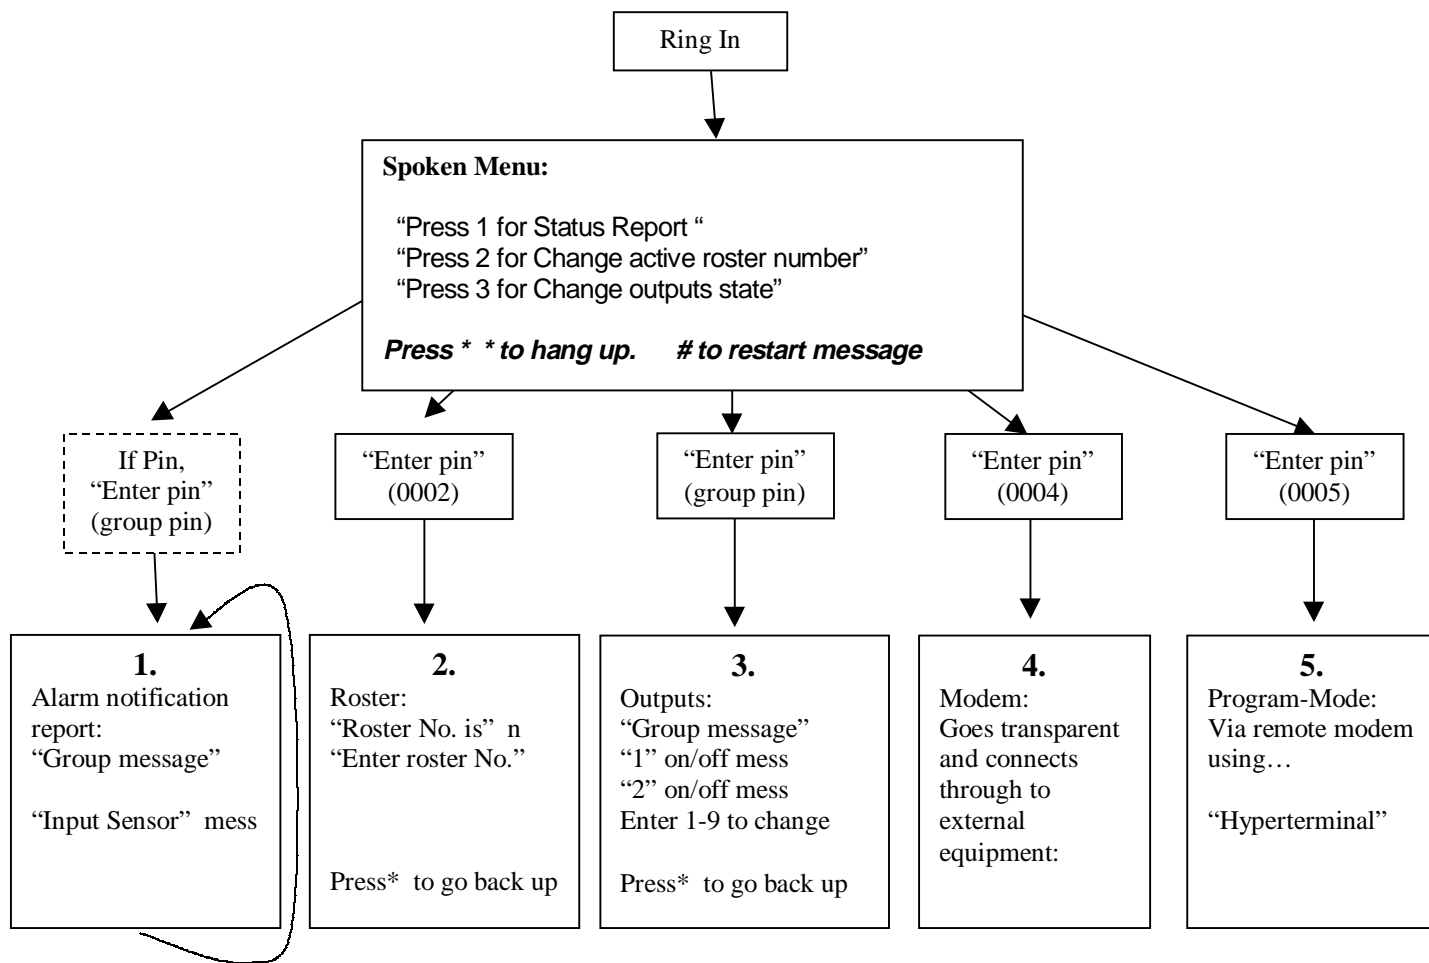 Ring In
Spoken Menu:
“Press 1 for Status Report “
“Press 2 for Change active roster number”
“Press 3 for Change outputs state”
Press * * to hang up. # to restart message
If Pin,
“Enter pin”
(group pin)
“Enter pin”
(0002)
“Enter pin”
(group pin)
“Enter pin”
(0004)
“Enter pin”
(0005)
1.
Alarm notification
report:
“Group message”
“Input Sensor” mess
2.
Roster:
“Roster No. is” n
“Enter roster No.”
Press* to go back up
3.
Outputs:
“Group message”
“1” on/off mess
“2” on/off mess
Enter 1-9 to change
Press* to go back up
4.
Modem:
Goes transparent
and connects
through to
external
equipment:
5.
Program-Mode:
Via remote modem
using…
“Hyperterminal”